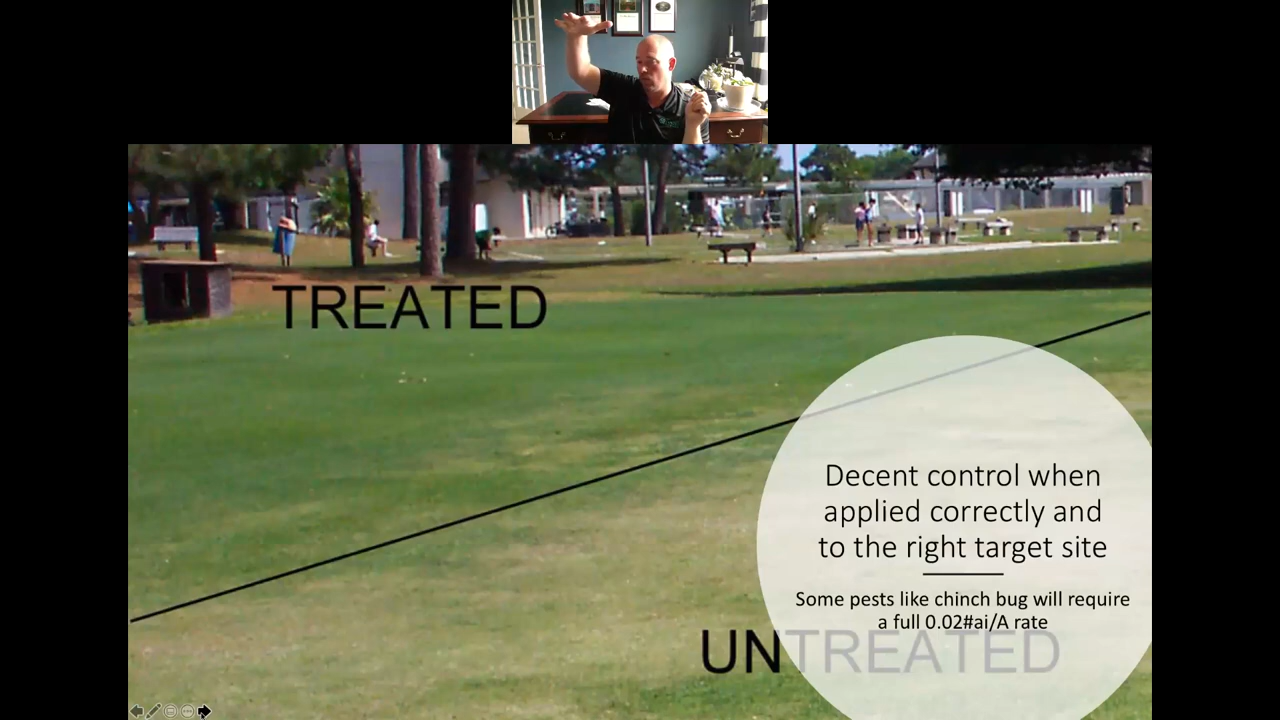 TREATED
Decent control when
applied correctly and
to the right target site
Some pests like chinch bug will require
a full 0.02#ai/A rate
UNTREATED